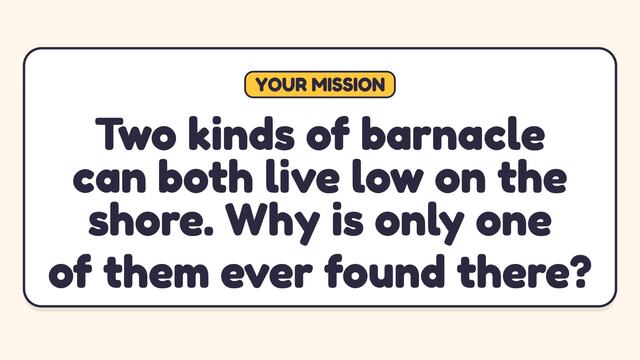 YOUR MISSION
Two kinds of barnacle
can both live low on the
shore. Why is only one
of them ever found there?